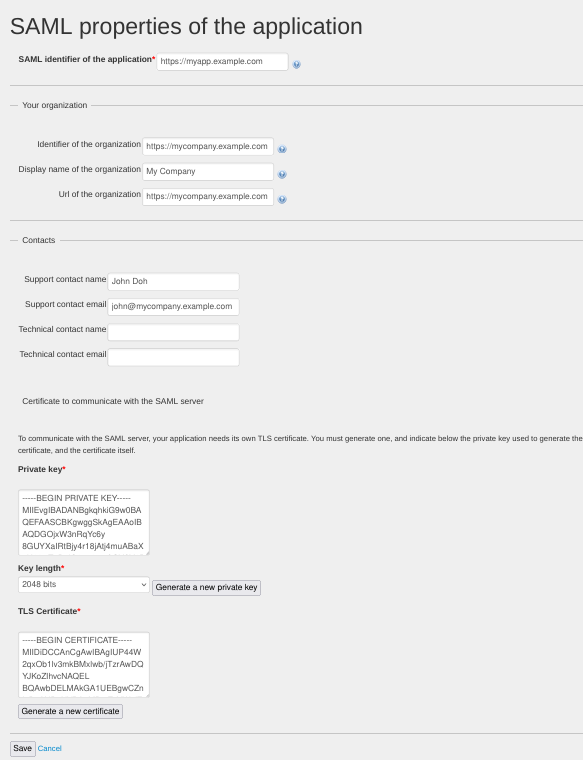 SAML properties of the application
SAML identifier of the application* https://myapp.example.com
Your organization
Identifier of the organization https://mycompany.example.com
Display name of the organization My Company
Url of the organization https://mycompany.example.com
Contacts
Support contact name John Doh
Support contact email john@mycompany.example.com
Technical contact name
Technical contact email
Certificate to communicate with the SAML server
To communicate with the SAML server, your application needs its own TLS certificate. You must generate one, and indicate below the private key used to generate the
certificate, and the certificate itself.
Private key*
-----BEGIN PRIVATE KEY-----
MIIEvgIBADANBgkqhkiG9w0BA
QEFAASCBKgwggSkAgEAAoIB
AQDGOjxW3nRqYc6y
8GUYXaIRtBjy4r18jAtj4muABaX
Key length*
2048 bits Generate a new private key
TLS Certificate*
-----BEGIN CERTIFICATE-----
MIIDiDCCAnCgAwIBAgIUP44W
2qxOb1Iv3mkBMxIwb/jTzrAwDQ
YJKoZIhvcNAQEL
BQAwbDELMAkGA1UEBgwCZn
Generate a new certificate
Save Cancel